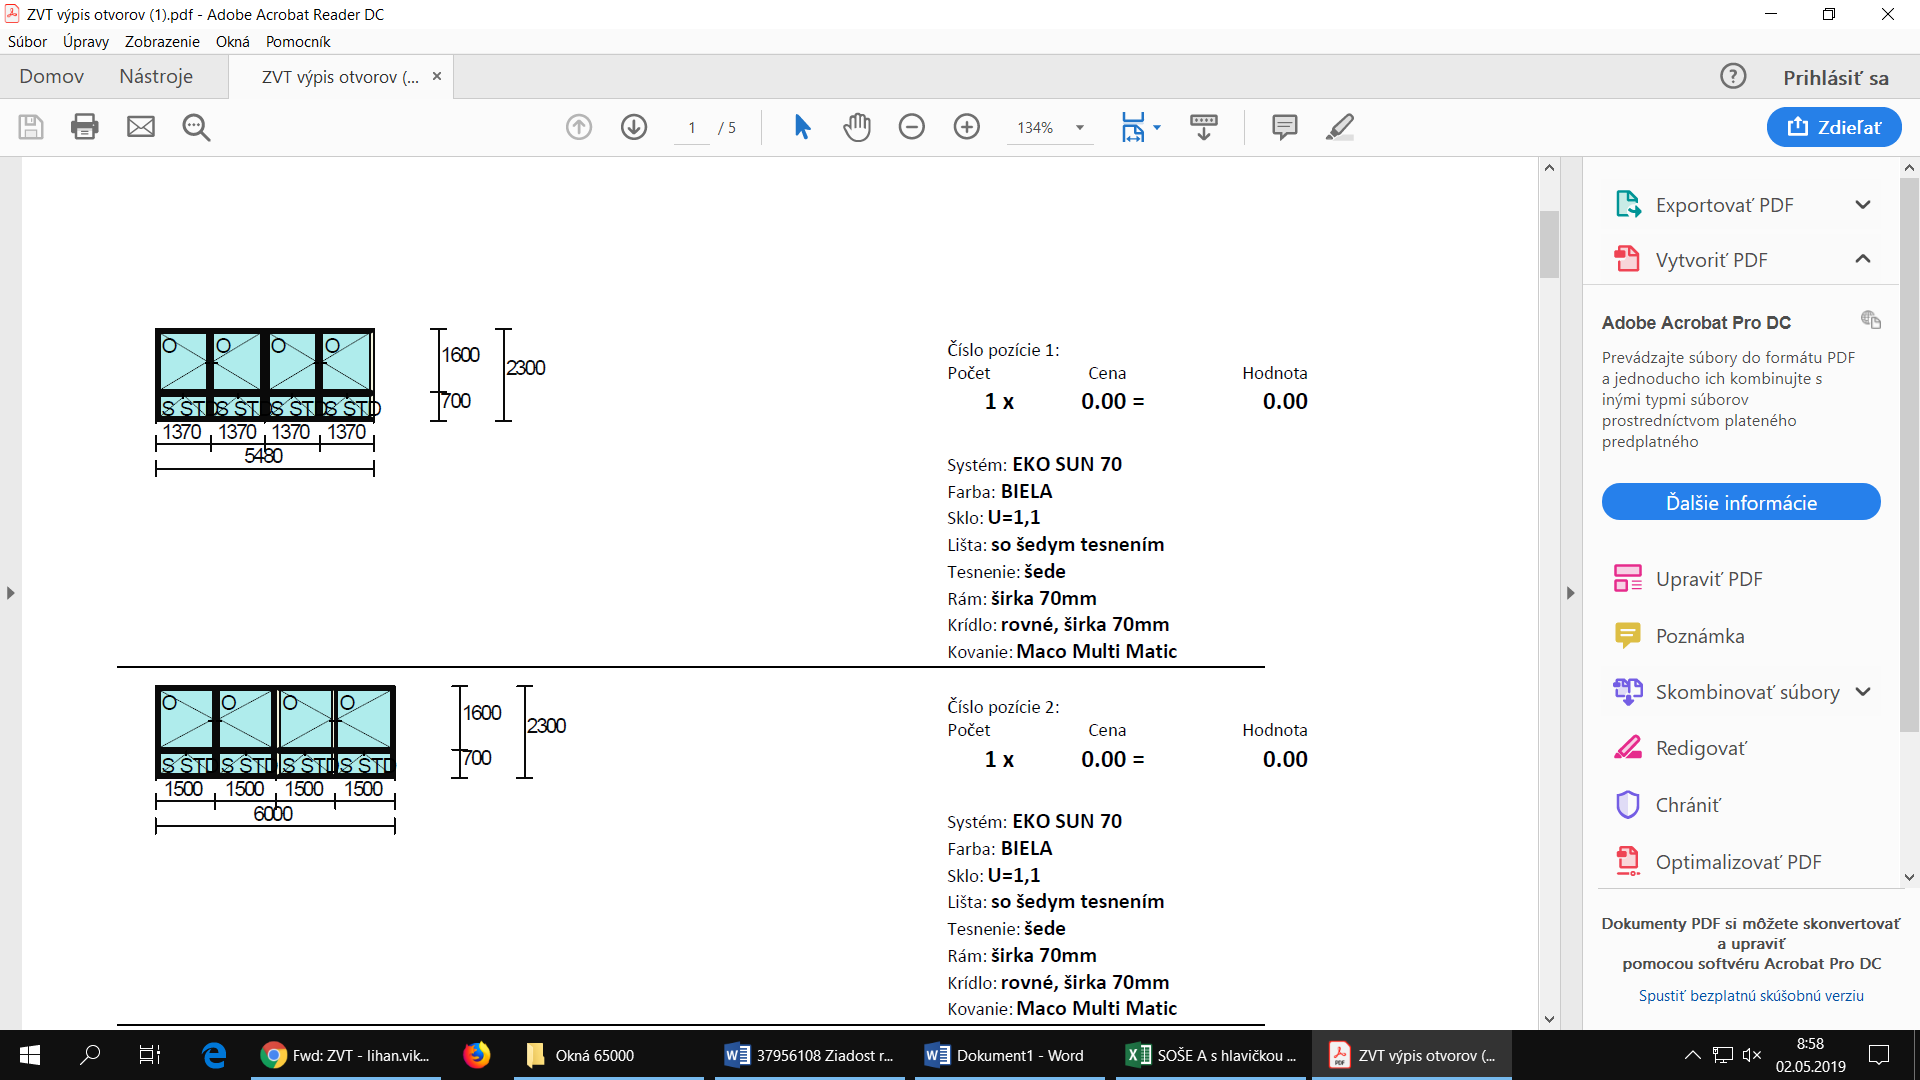 ZVT výpis otvorov (1).pdf - Adobe Acrobat Reader DC
Súbor Úpravy Zobrazenie Okná Pomocník
Domov Nástroje ZVT výpis otvorov (... × Prihlásiť sa
1 / 5 134% Zdieľať
1600
2300
700
O O O O
S STD S STD S STD S STD
1370 1370 1370 1370
5480
Číslo pozície 1:
Počet Cena Hodnota
1 x 0.00 = 0.00
Systém: EKO SUN 70
Farba: BIELA
Sklo: U=1,1
Lišta: so šedym tesnením
Tesnenie: šede
Rám: širka 70mm
Krídlo: rovné, širka 70mm
Kovanie: Maco Multi Matic
O O O O
1600
2300
700
S STD S STD S STD S STD
1500 1500 1500 1500
6000
Číslo pozície 2:
Počet Cena Hodnota
1 x 0.00 = 0.00
Systém: EKO SUN 70
Farba: BIELA
Sklo: U=1,1
Lišta: so šedym tesnením
Tesnenie: šede
Rám: širka 70mm
Krídlo: rovné, širka 70mm
Kovanie: Maco Multi Matic
Exportovať PDF
Vytvoriť PDF
Adobe Acrobat Pro DC
Prevádzajte súbory do formátu PDF
a jednoducho ich kombinujte s
inými typmi súborov
prostredníctvom plateného
predplatného
Ďalšie informácie
Upraviť PDF
Poznámka
Skombinovať súbory
Redigovať
Chrániť
Optimalizovať PDF
Dokumenty PDF si môžete skonvertovať
a upraviť
pomocou softvéru Acrobat Pro DC
Spustiť bezplatnú skúšobnú verziu
Fwd: ZVT - lihan.vik... Okná 65000 37956108 Ziadost r... Dokument1 - Word SOŠE A s hlavičkou ... ZVT výpis otvorov (...
8:58
02.05.2019